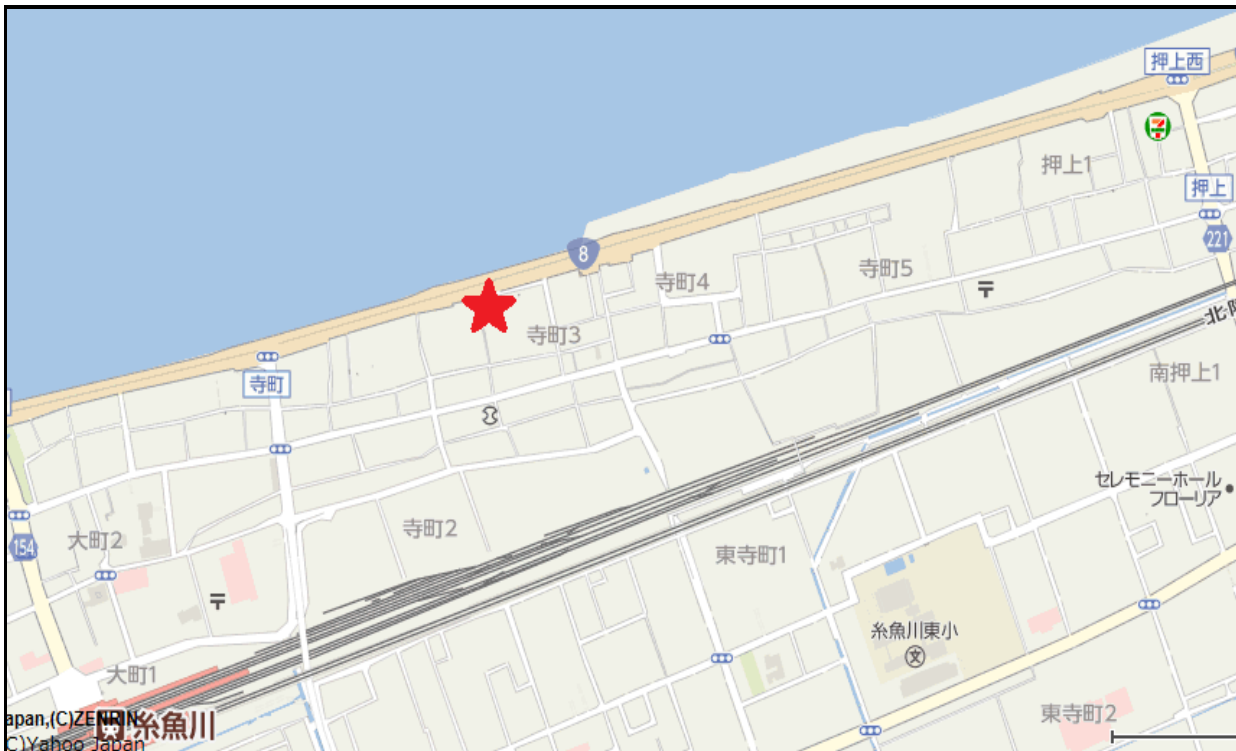 押上西
押上1
押上
221
8
寺町4
寺町5
〒
北陸
寺町3
寺町
南押上1
セレモニーホール
フローリア
154
大町2
寺町2
東寺町1
〒
糸魚川東小
文
大町1
東寺町2
apan,(C)ZENRIN
糸魚川
C)Yahoo Japan